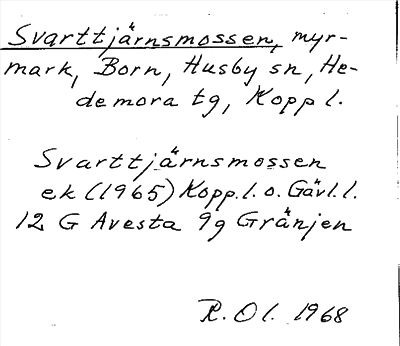 Svarttjärnsmossen, myr-
mark, Born, Husby sn, He-
demora tg, Kopp l.
Svarttjärnsmossen
ek (1965) Kopp. l. o. Gävl. l.
12 G Avesta 9g Gränjen
R. Ol. 1968